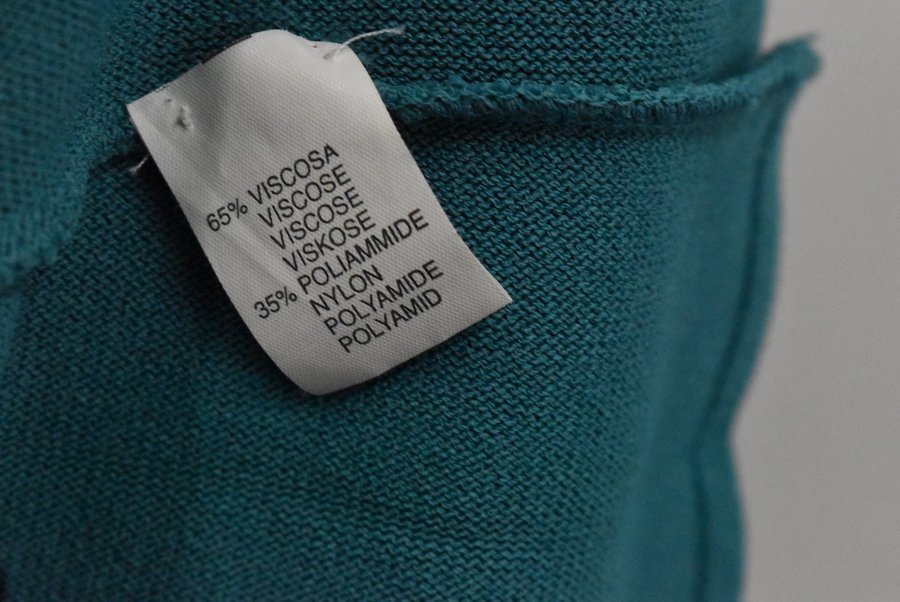 65% VISCOSA
VISCOSE
VISCOSE
VISKOSE
35% POLIAMMIDE
NYLON
POLYAMIDE
POLYAMID